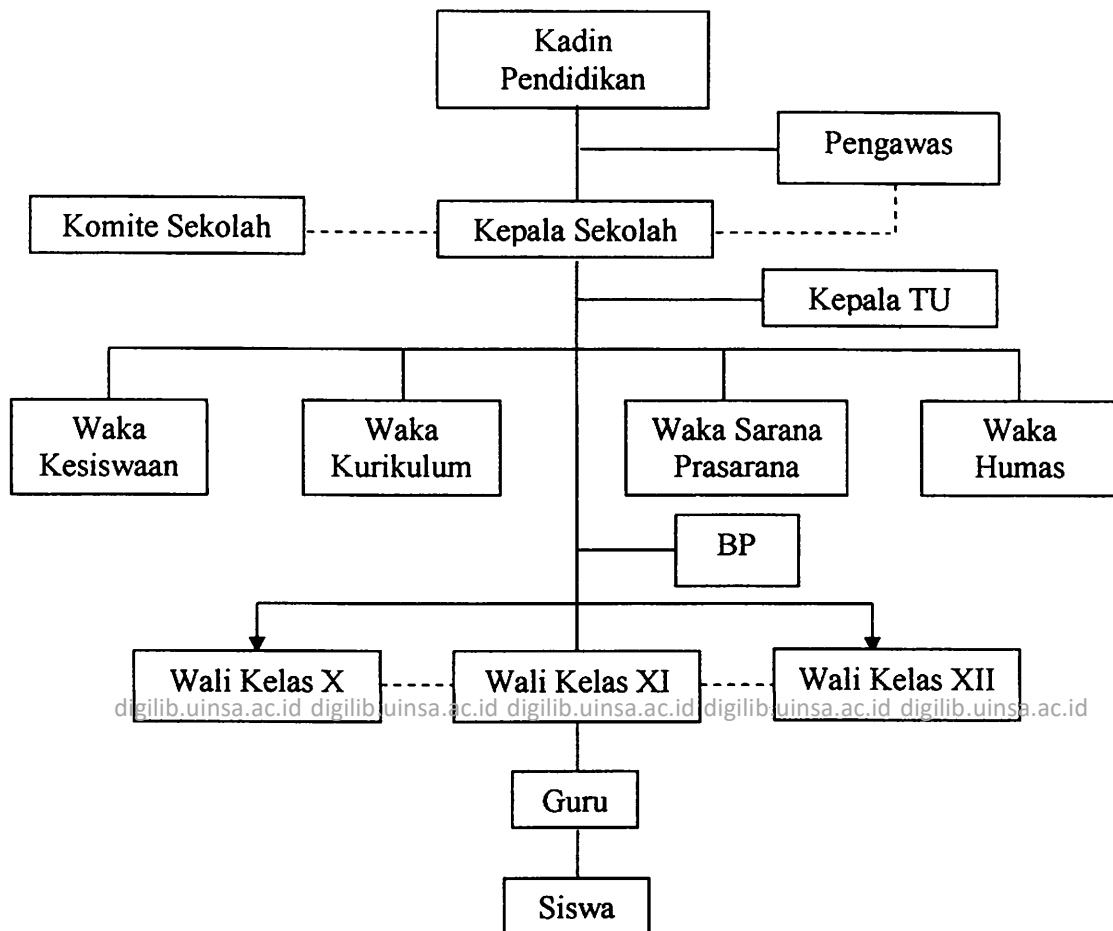 Kadin
Pendidikan
Pengawas
Komite Sekolah
Kepala Sekolah
Kepala TU
Waka
Kesiswaan
Waka
Kurikulum
Waka Sarana
Prasarana
Waka
Humas
BP
Wali Kelas X
Wali Kelas XI
Wali Kelas XII
digilib.uinsa.ac.id digilib.uinsa.ac.id digilib.uinsa.ac.id digilib.uinsa.ac.id digilib.uinsa.ac.id
Guru
Siswa